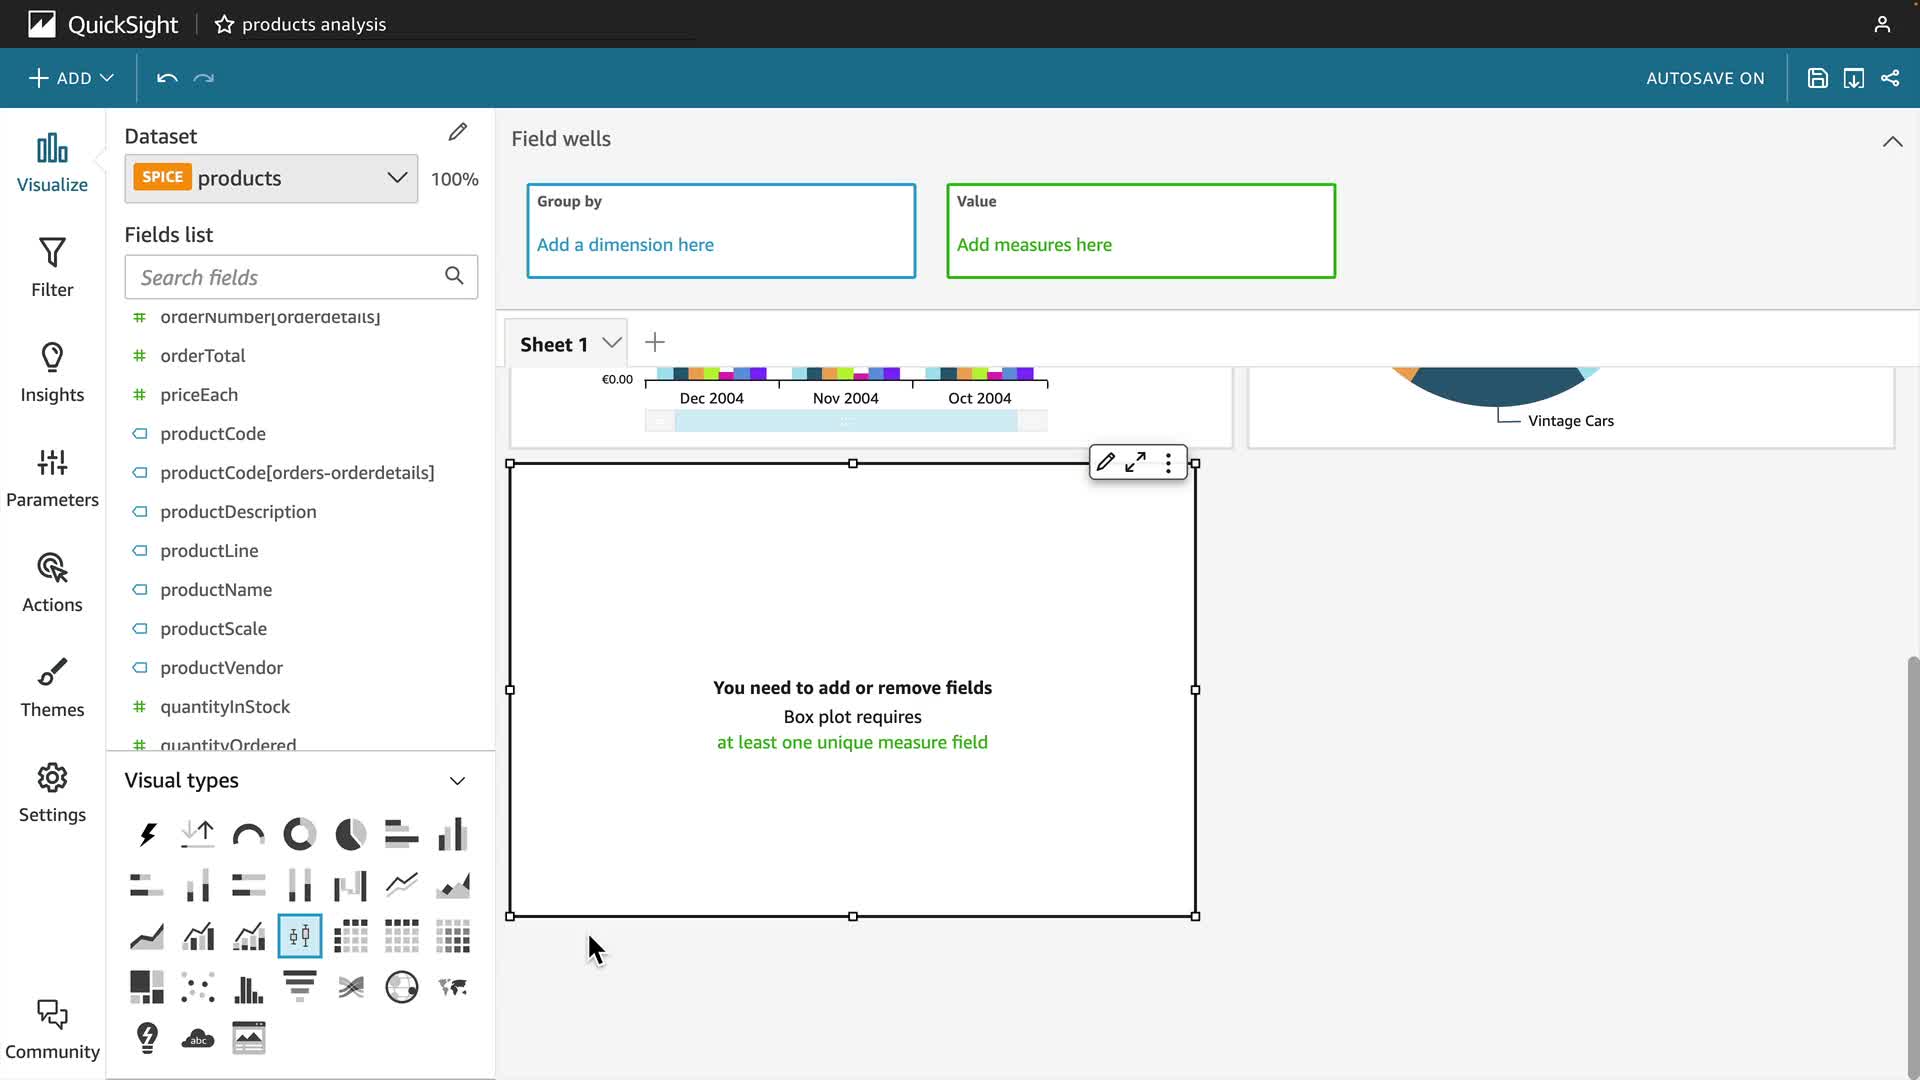 QuickSight
products analysis
ADD
AUTOSAVE ON
Visualize
Filter
Insights
Parameters
Actions
Themes
Settings
Community
Dataset
SPICE products
100%
Fields list
Search fields
orderNumber[orderdetails]
orderTotal
priceEach
productCode
productCode[orders-orderdetails]
productDescription
productLine
productName
productScale
productVendor
quantityInStock
quantityOrdered
Visual types
abc
Field wells
Group by
Add a dimension here
Value
Add measures here
Sheet 1
€0.00
Dec 2004
Nov 2004
Oct 2004
Vintage Cars
You need to add or remove fields
Box plot requires
at least one unique measure field